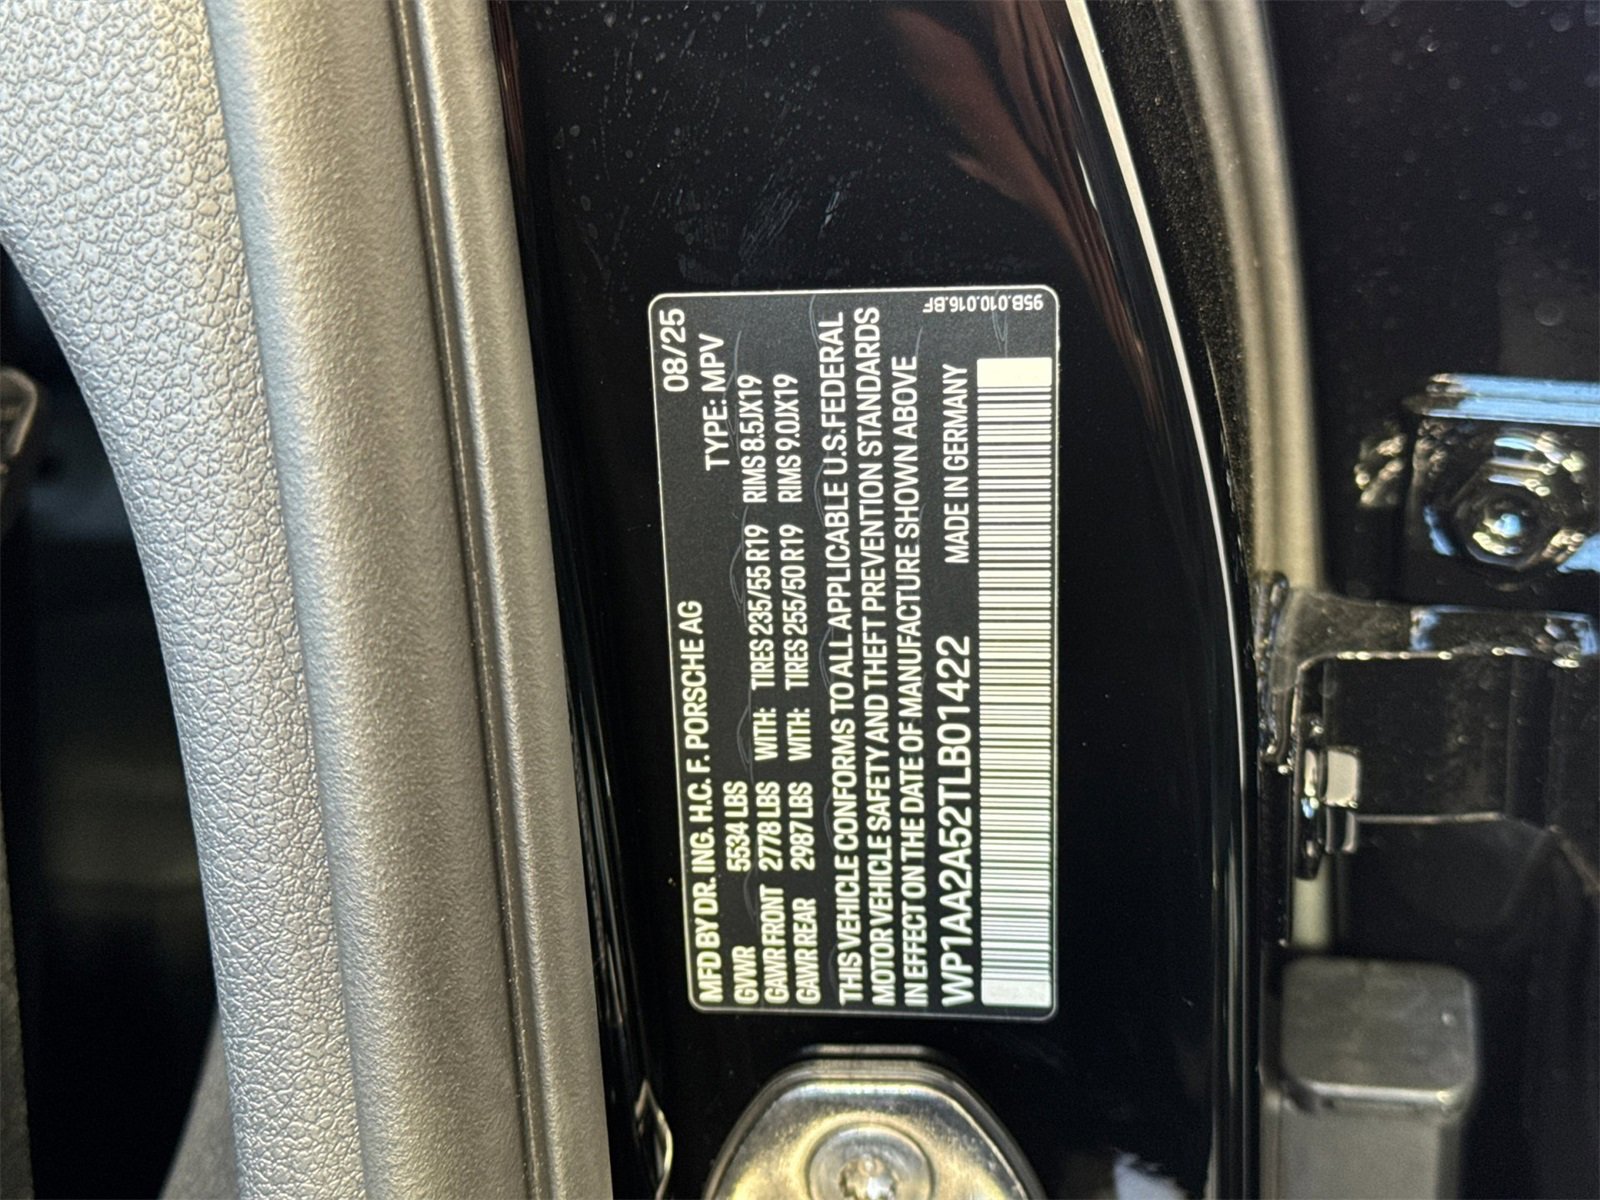 MFD BY DR. ING. H.C. F. PORSCHE AG 08/25
GVWR 5534 LBS TYPE: MPV
GAWR FRONT 2778 LBS WITH: TIRES 235/55 R19 RIMS 8.5JX19
GAWR REAR 2987 LBS WITH: TIRES 255/50 R19 RIMS 9.0JX19
THIS VEHICLE CONFORMS TO ALL APPLICABLE U.S. FEDERAL
MOTOR VEHICLE SAFETY AND THEFT PREVENTION STANDARDS
IN EFFECT ON THE DATE OF MANUFACTURE SHOWN ABOVE
WP1AA2A52TLB01422 MADE IN GERMANY
95B.010.016.BF